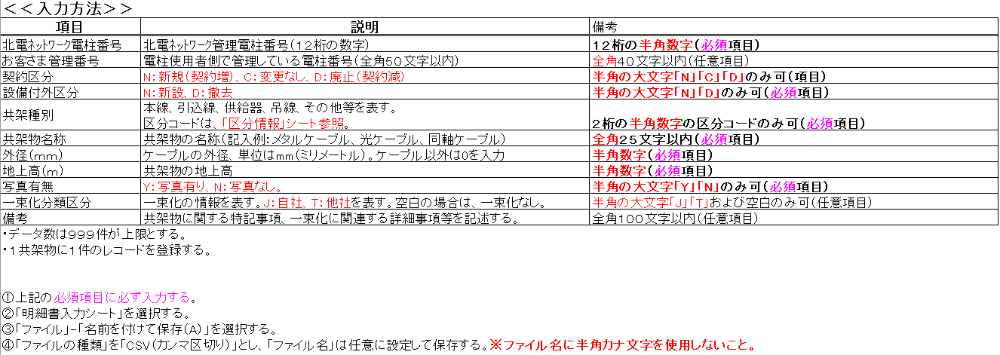 ＜＜入力方法＞＞
項目 説明 備考
北電ﾈｯﾄﾜｰｸ電柱番号 北電ﾈｯﾄﾜｰｸ管理電柱番号（１２桁の数字） １２桁の半角数字（必須項目）
お客さま管理番号 電柱使用者側で管理している電柱番号（全角５０文字以内） 全角４０文字以内（任意項目）
契約区分 Ｎ：新規（契約増）、Ｃ：変更なし、Ｄ：廃止（契約減） 半角の大文字「Ｎ」「Ｃ」「Ｄ」のみ可（項目）
設備付外区分 Ｎ：新設、Ｄ：撤去 半角の大文字「Ｎ」「Ｄ」のみ可（必須項目）
共架種別 本線、引込線、供給器、吊線、その他等を表す。
区分コードは、「区分情報」シート参照。 ２桁の半角数字の区分コードのみ可（必須項目）
共架物名称 共架物の名称（記入例：メタルケーブル、光ケーブル、同軸ケーブル） 全角２５文字以内（必須項目）
外径（ｍｍ） ケーブルの外径、単位はmm（ミリメートル）。ケーブル以外は0を入力 半角数字（必須項目）
地上高（ｍ） 共架物の地上高 半角数字（必須項目）
写真有無 Ｙ：写真有り、Ｎ：写真なし。 半角の大文字「Ｙ」「Ｎ」のみ可（必須項目）
一束化分類区分 一束化の情報を表す。Ｊ：自社、Ｔ：他社を表す。空白の場合は、一束化なし。 半角の大文字「Ｊ」「Ｔ」および空白のみ可（任意項目）
備考 共架物に関する特記事項、一束化に関連する詳細事項等を記述する。 全角１００文字以内（任意項目）
・データ数は９９９件が上限とする。
・１共架物に１件のレコードを登録する。
①上記の必須項目に必ず入力する。
②「明細書入力シート」を選択する。
③「ファイル」-「名前を付けて保存（Ａ）」を選択する。
④「ファイルの種類」を「CSV（カンマ区切り）」とし、「ファイル名」は任意に設定して保存する。※ファイル名に半角カナ文字を使用しないこと。